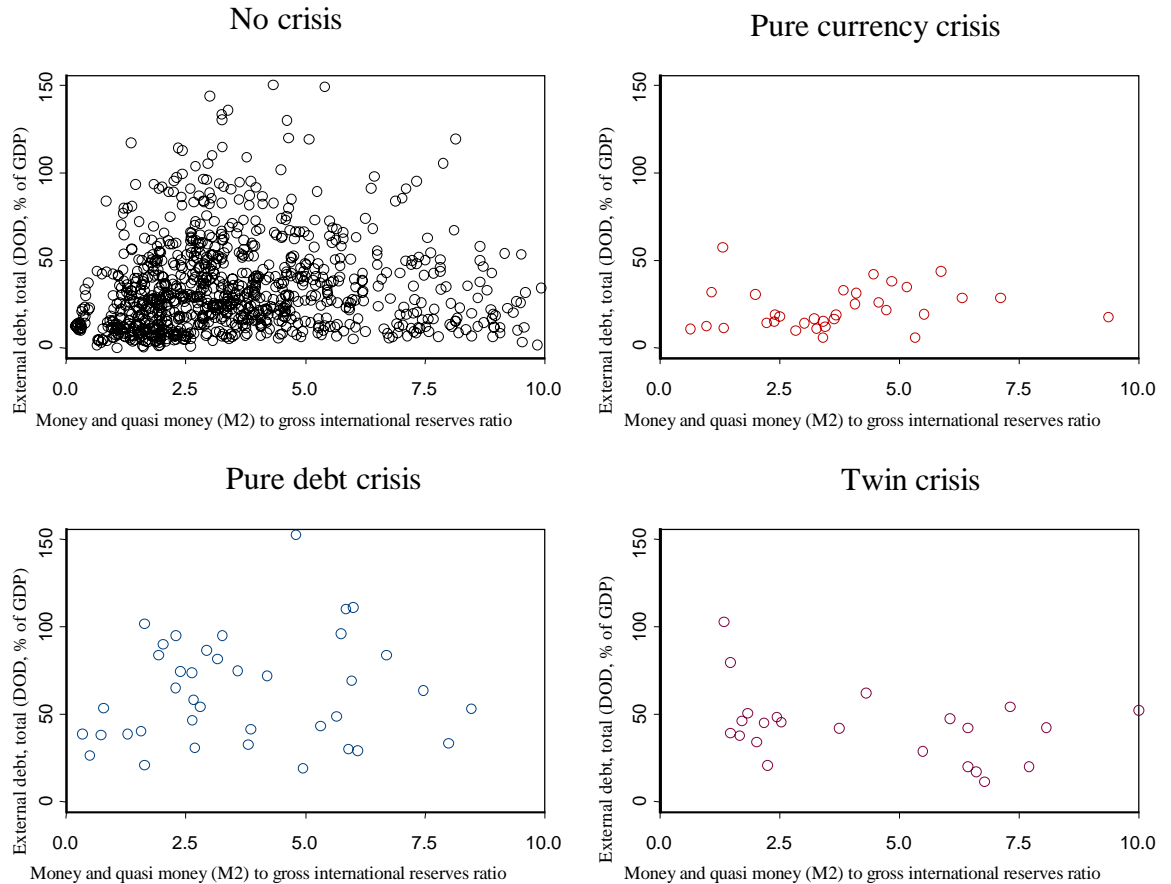 No crisis
External debt, total (DOD, % of GDP)
150
100
50
0
0.0 2.5 5.0 7.5 10.0
Money and quasi money (M2) to gross international reserves ratio
Pure currency crisis
External debt, total (DOD, % of GDP)
150
100
50
0
0.0 2.5 5.0 7.5 10.0
Money and quasi money (M2) to gross international reserves ratio
Pure debt crisis
External debt, total (DOD, % of GDP)
150
100
50
0
0.0 2.5 5.0 7.5 10.0
Money and quasi money (M2) to gross international reserves ratio
Twin crisis
External debt, total (DOD, % of GDP)
150
100
50
0
0.0 2.5 5.0 7.5 10.0
Money and quasi money (M2) to gross international reserves ratio